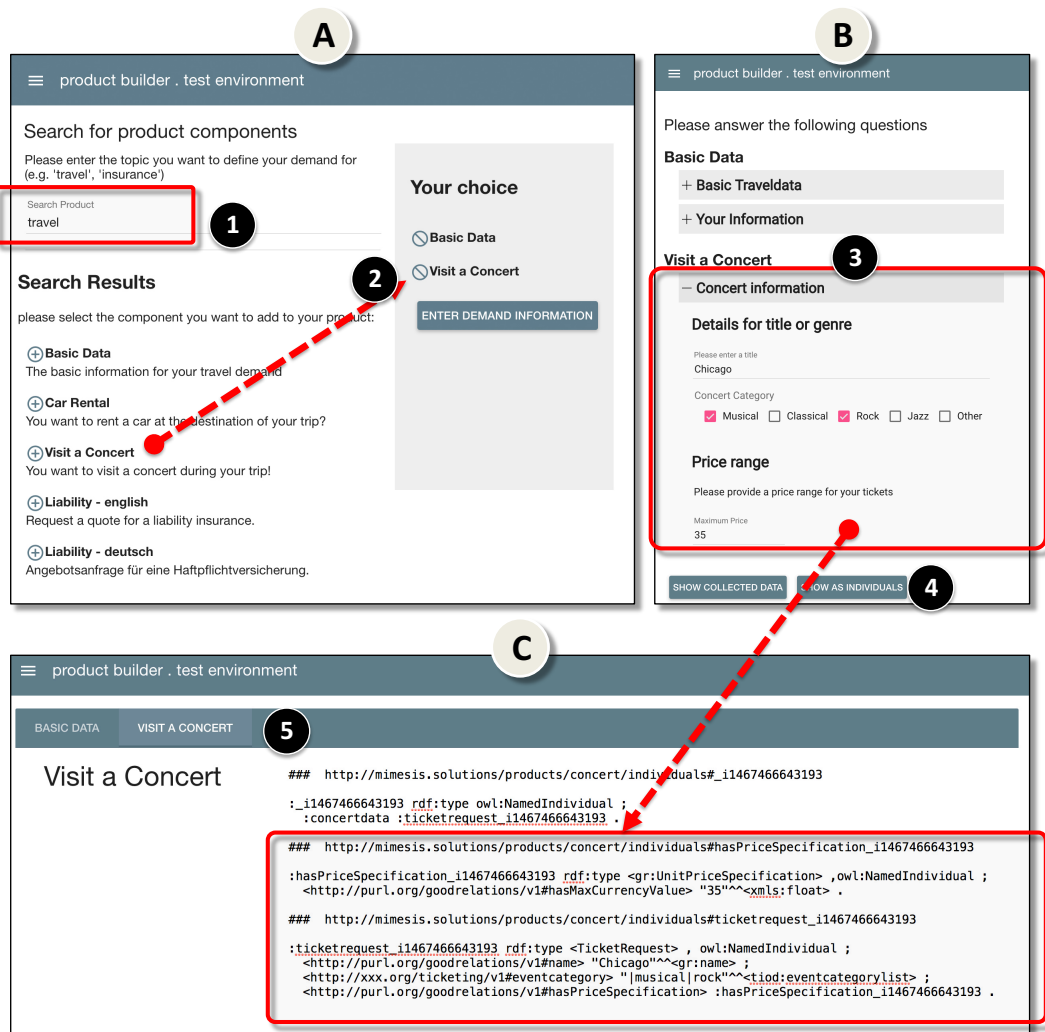 A
product builder . test environment
Search for product components
Please enter the topic you want to define your demand for
(e.g. 'travel', 'insurance')
Search Product
travel
1
Search Results
please select the component you want to add to your product:
Basic Data
The basic information for your travel demand
Car Rental
You want to rent a car at the destination of your trip?
Visit a Concert
You want to visit a concert during your trip!
Liability - english
Request a quote for a liability insurance.
Liability - deutsch
Angebotsanfrage für eine Haftpflichtversicherung.
Your choice
Basic Data
2
Visit a Concert
ENTER DEMAND INFORMATION
B
product builder . test environment
Please answer the following questions
Basic Data
+ Basic Traveldata
+ Your Information
Visit a Concert
3
– Concert information
Details for title or genre
Please enter a title
Chicago
Concert Category
Musical Classical Rock Jazz Other
Price range
Please provide a price range for your tickets
Maximum Price
35
SHOW COLLECTED DATA SHOW AS INDIVIDUALS
4
C
product builder . test environment
BASIC DATA VISIT A CONCERT
5
Visit a Concert
### http://mimesis.solutions/products/concert/individuals#_i1467466643193
:_i1467466643193 rdf:type owl:NamedIndividual ;
:concertdata :ticketrequest_i1467466643193 .
### http://mimesis.solutions/products/concert/individuals#hasPriceSpecification_i1467466643193
:hasPriceSpecification_i1467466643193 rdf:type <gr:UnitPriceSpecification> ,owl:NamedIndividual ;
<http://purl.org/goodrelations/v1#hasMaxCurrencyValue> "35"^^<xmls:float> .
### http://mimesis.solutions/products/concert/individuals#ticketrequest_i1467466643193
:ticketrequest_i1467466643193 rdf:type <TicketRequest> , owl:NamedIndividual ;
<http://purl.org/goodrelations/v1#name> "Chicago"^^<gr:name> ;
<http://xxx.org/ticketing/v1#eventcategory> "|musical|rock"^^<tiod:eventcategorylist> ;
<http://purl.org/goodrelations/v1#hasPriceSpecification> :hasPriceSpecification_i1467466643193 .